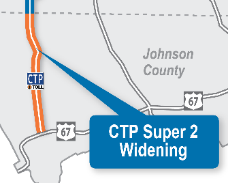 Johnson
County
CTP
TOLL
67
67
CTP Super 2
Widening